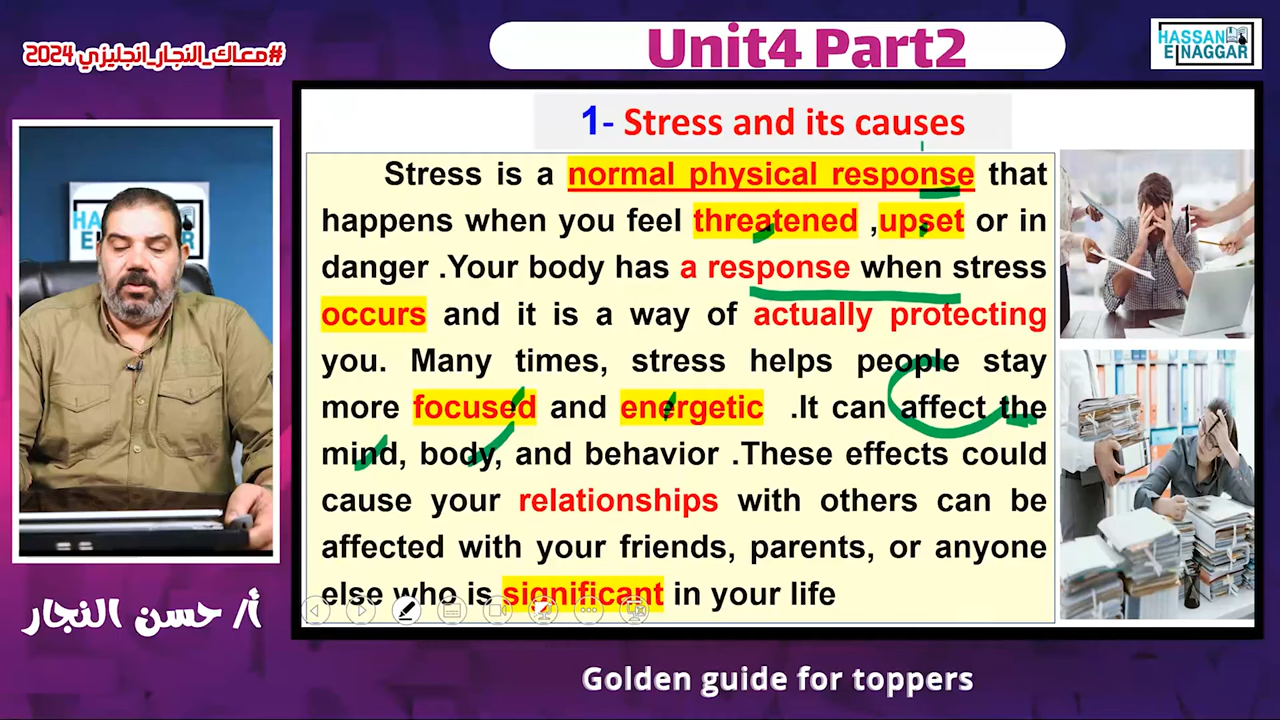 #معاك_النجار_انجليزي 2024
Unit4 Part2
HASSAN
ELNAGGAR
1- Stress and its causes
Stress is a normal physical response that
happens when you feel threatened ,upset or in
danger .Your body has a response when stress
occurs and it is a way of actually protecting
you. Many times, stress helps people stay
more focused and energetic .It can affect the
mind, body, and behavior .These effects could
cause your relationships with others can be
affected with your friends, parents, or anyone
else who is significant in your life
أ/ حسن النجار
Golden guide for toppers